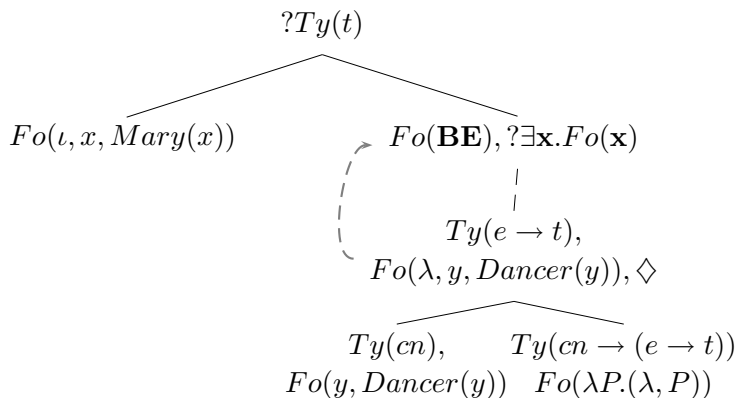 ?Ty(t)
Fo(ι, x, Mary(x)) Fo(BE), ?∃x.Fo(x)
Ty(e → t),
Fo(λ, y, Dancer(y)), ♢
Ty(cn), Ty(cn → (e → t))
Fo(y, Dancer(y)) Fo(λP.(λ, P))